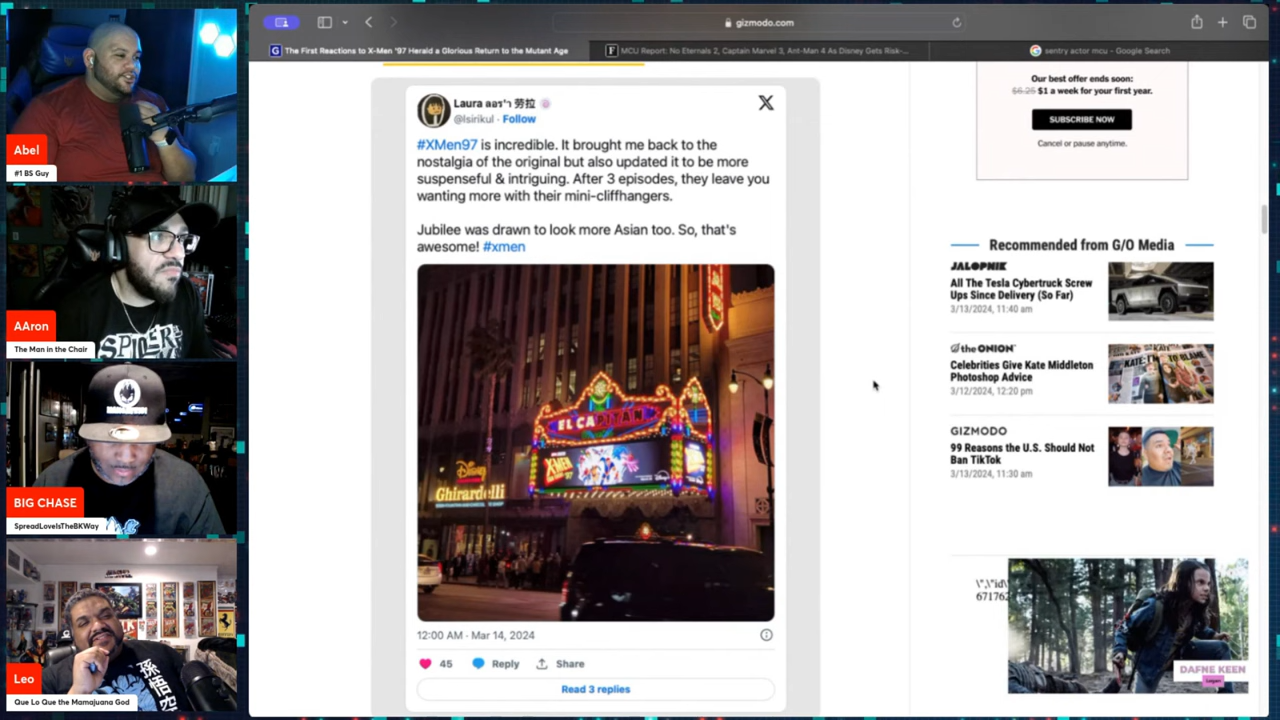 Abel
#1 BS Guy
AAron
The Man in the Chair
SPIDER
BIG CHASE
SpreadLoveIsTheBKWay
Leo
Que Lo Que the Mamajuana God
孫悟空
gizmodo.com
The First Reactions to X-Men '97 Herald a Glorious Return to the Mutant Age
MCU Report: No Eternals 2, Captain Marvel 3, Ant-Man 4 As Disney Gets Risk-...
sentry actor mcu - Google Search
Laura ลอร่า 劳拉
@lsirikul · Follow
#XMen97 is incredible. It brought me back to the
nostalgia of the original but also updated it to be more
suspenseful & intriguing. After 3 episodes, they leave you
wanting more with their mini-cliffhangers.
Jubilee was drawn to look more Asian too. So, that's
awesome! #xmen
EL CAPITAN
Disney
Ghirardelli
X-MEN
12:00 AM · Mar 14, 2024
45
Reply
Share
Read 3 replies
Our best offer ends soon:
$6.25 $1 a week for your first year.
SUBSCRIBE NOW
Cancel or pause anytime.
Recommended from G/O Media
JALOPNIK
All The Tesla Cybertruck Screw
Ups Since Delivery (So Far)
3/13/2024, 11:40 am
the ONION
Celebrities Give Kate Middleton
Photoshop Advice
3/12/2024, 12:20 pm
GIZMODO
99 Reasons the U.S. Should Not
Ban TikTok
3/13/2024, 11:30 am
\",\"id\
67176
DAFNE KEEN
Logan